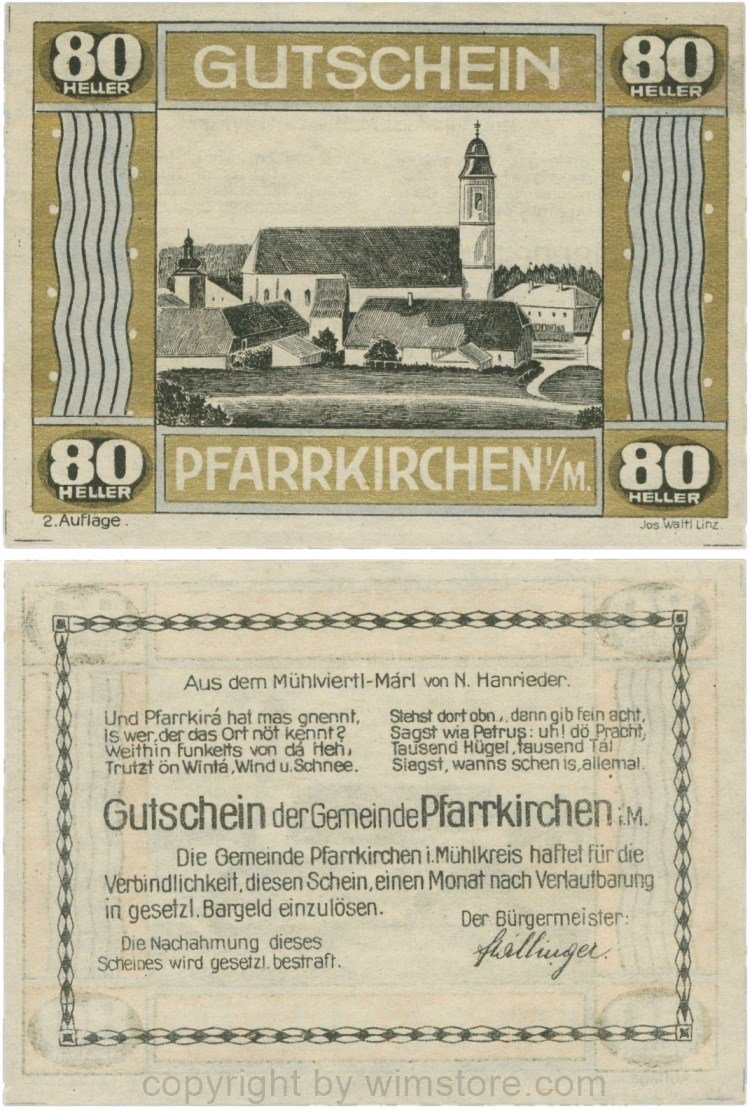 80 HELLER GUTSCHEIN 80 HELLER
80 HELLER PFARRKIRCHEN I/M. 80 HELLER
2. Auflage. Jos. Waltl Linz.
Aus dem Mühlviertl-Márl von N. Hanrieder.
Und Pfarrkirá hat mas gnennt,
is wer, der das Ort nöt kennt?
Weithin funkelts von dá Heh,
Trutzt ön Wintá, Wind u. Schnee.
Stehst dort obn., dann gib fein acht,
Sagst wia Petrus: uh! dö Pracht,
Tausend Hügel, tausend Tal
Siagst, wanns schen is, allemal.
Gutschein der Gemeinde Pfarrkirchen i.M.
Die Gemeinde Pfarrkirchen i. Mühlkreis haftet für die
Verbindlichkeit, diesen Schein, einen Monat nach Verlautbarung
in gesetzl. Bargeld einzulösen.
Der Bürgermeister:
Die Nachahmung dieses
Scheines wird gesetzl. bestraft.
copyright by wimstore.com